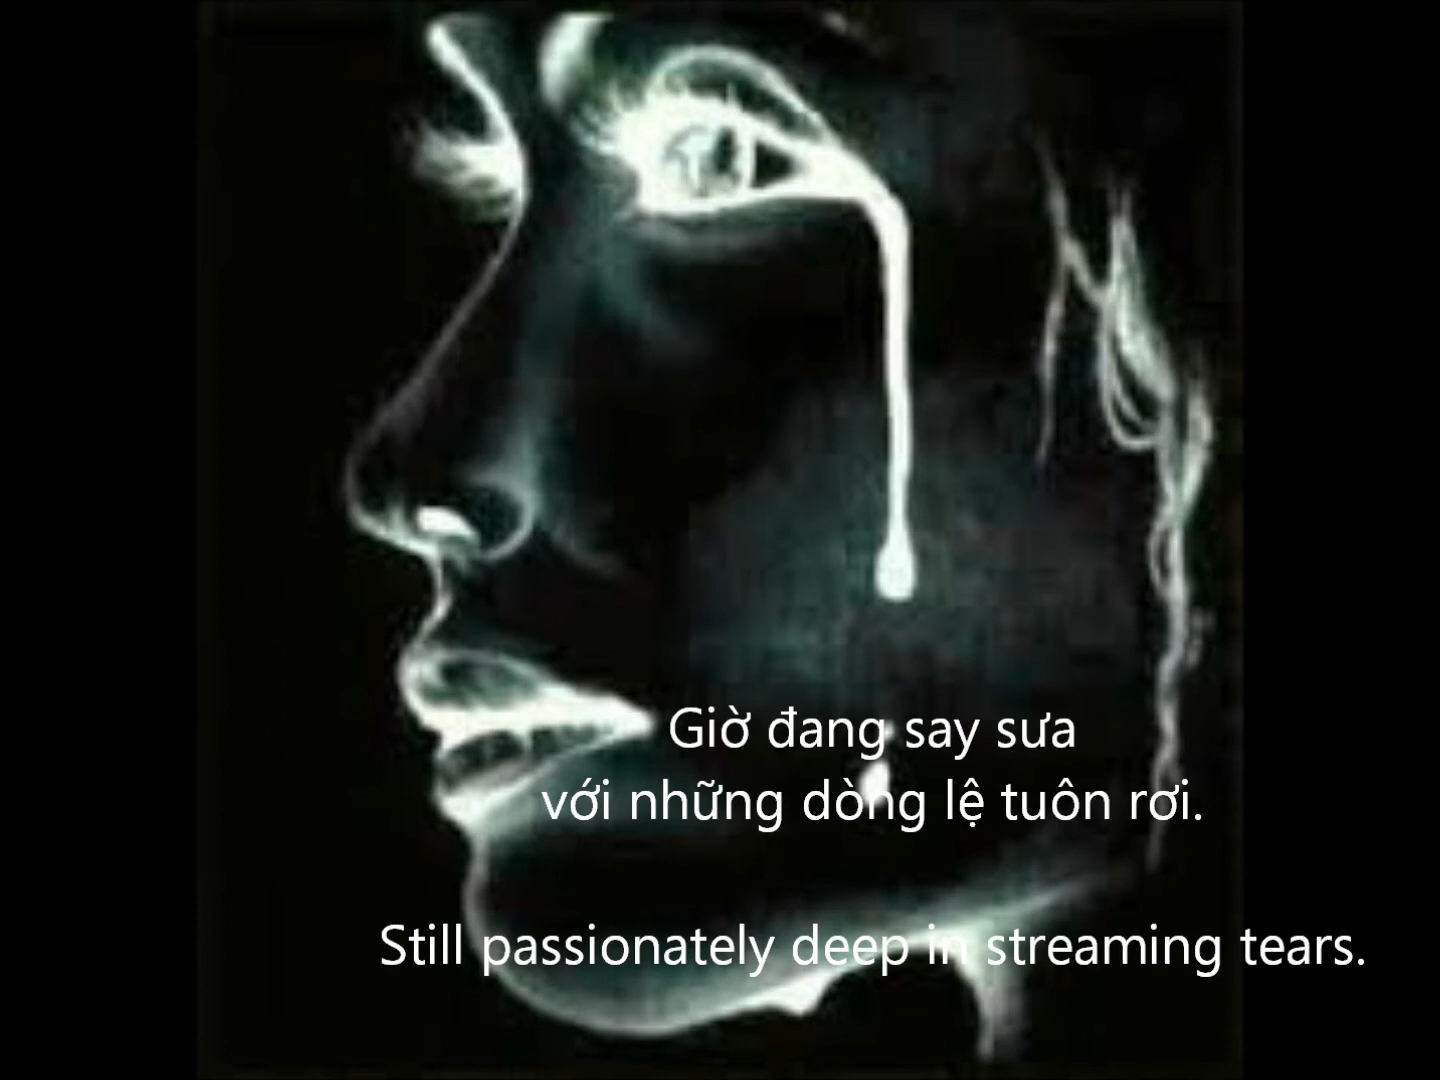 Giờ đang say sưa
với những dòng lệ tuôn rơi.
Still passionately deep in streaming tears.